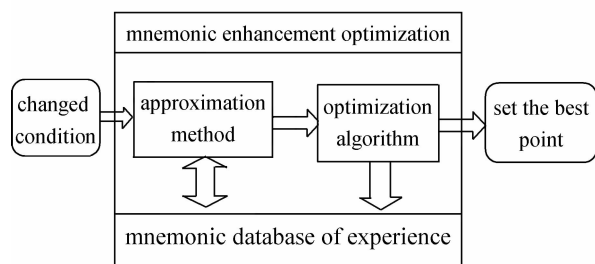 mnemonic enhancement optimization
changed
condition
approximation
method
optimization
algorithm
set the best
point
mnemonic database of experience